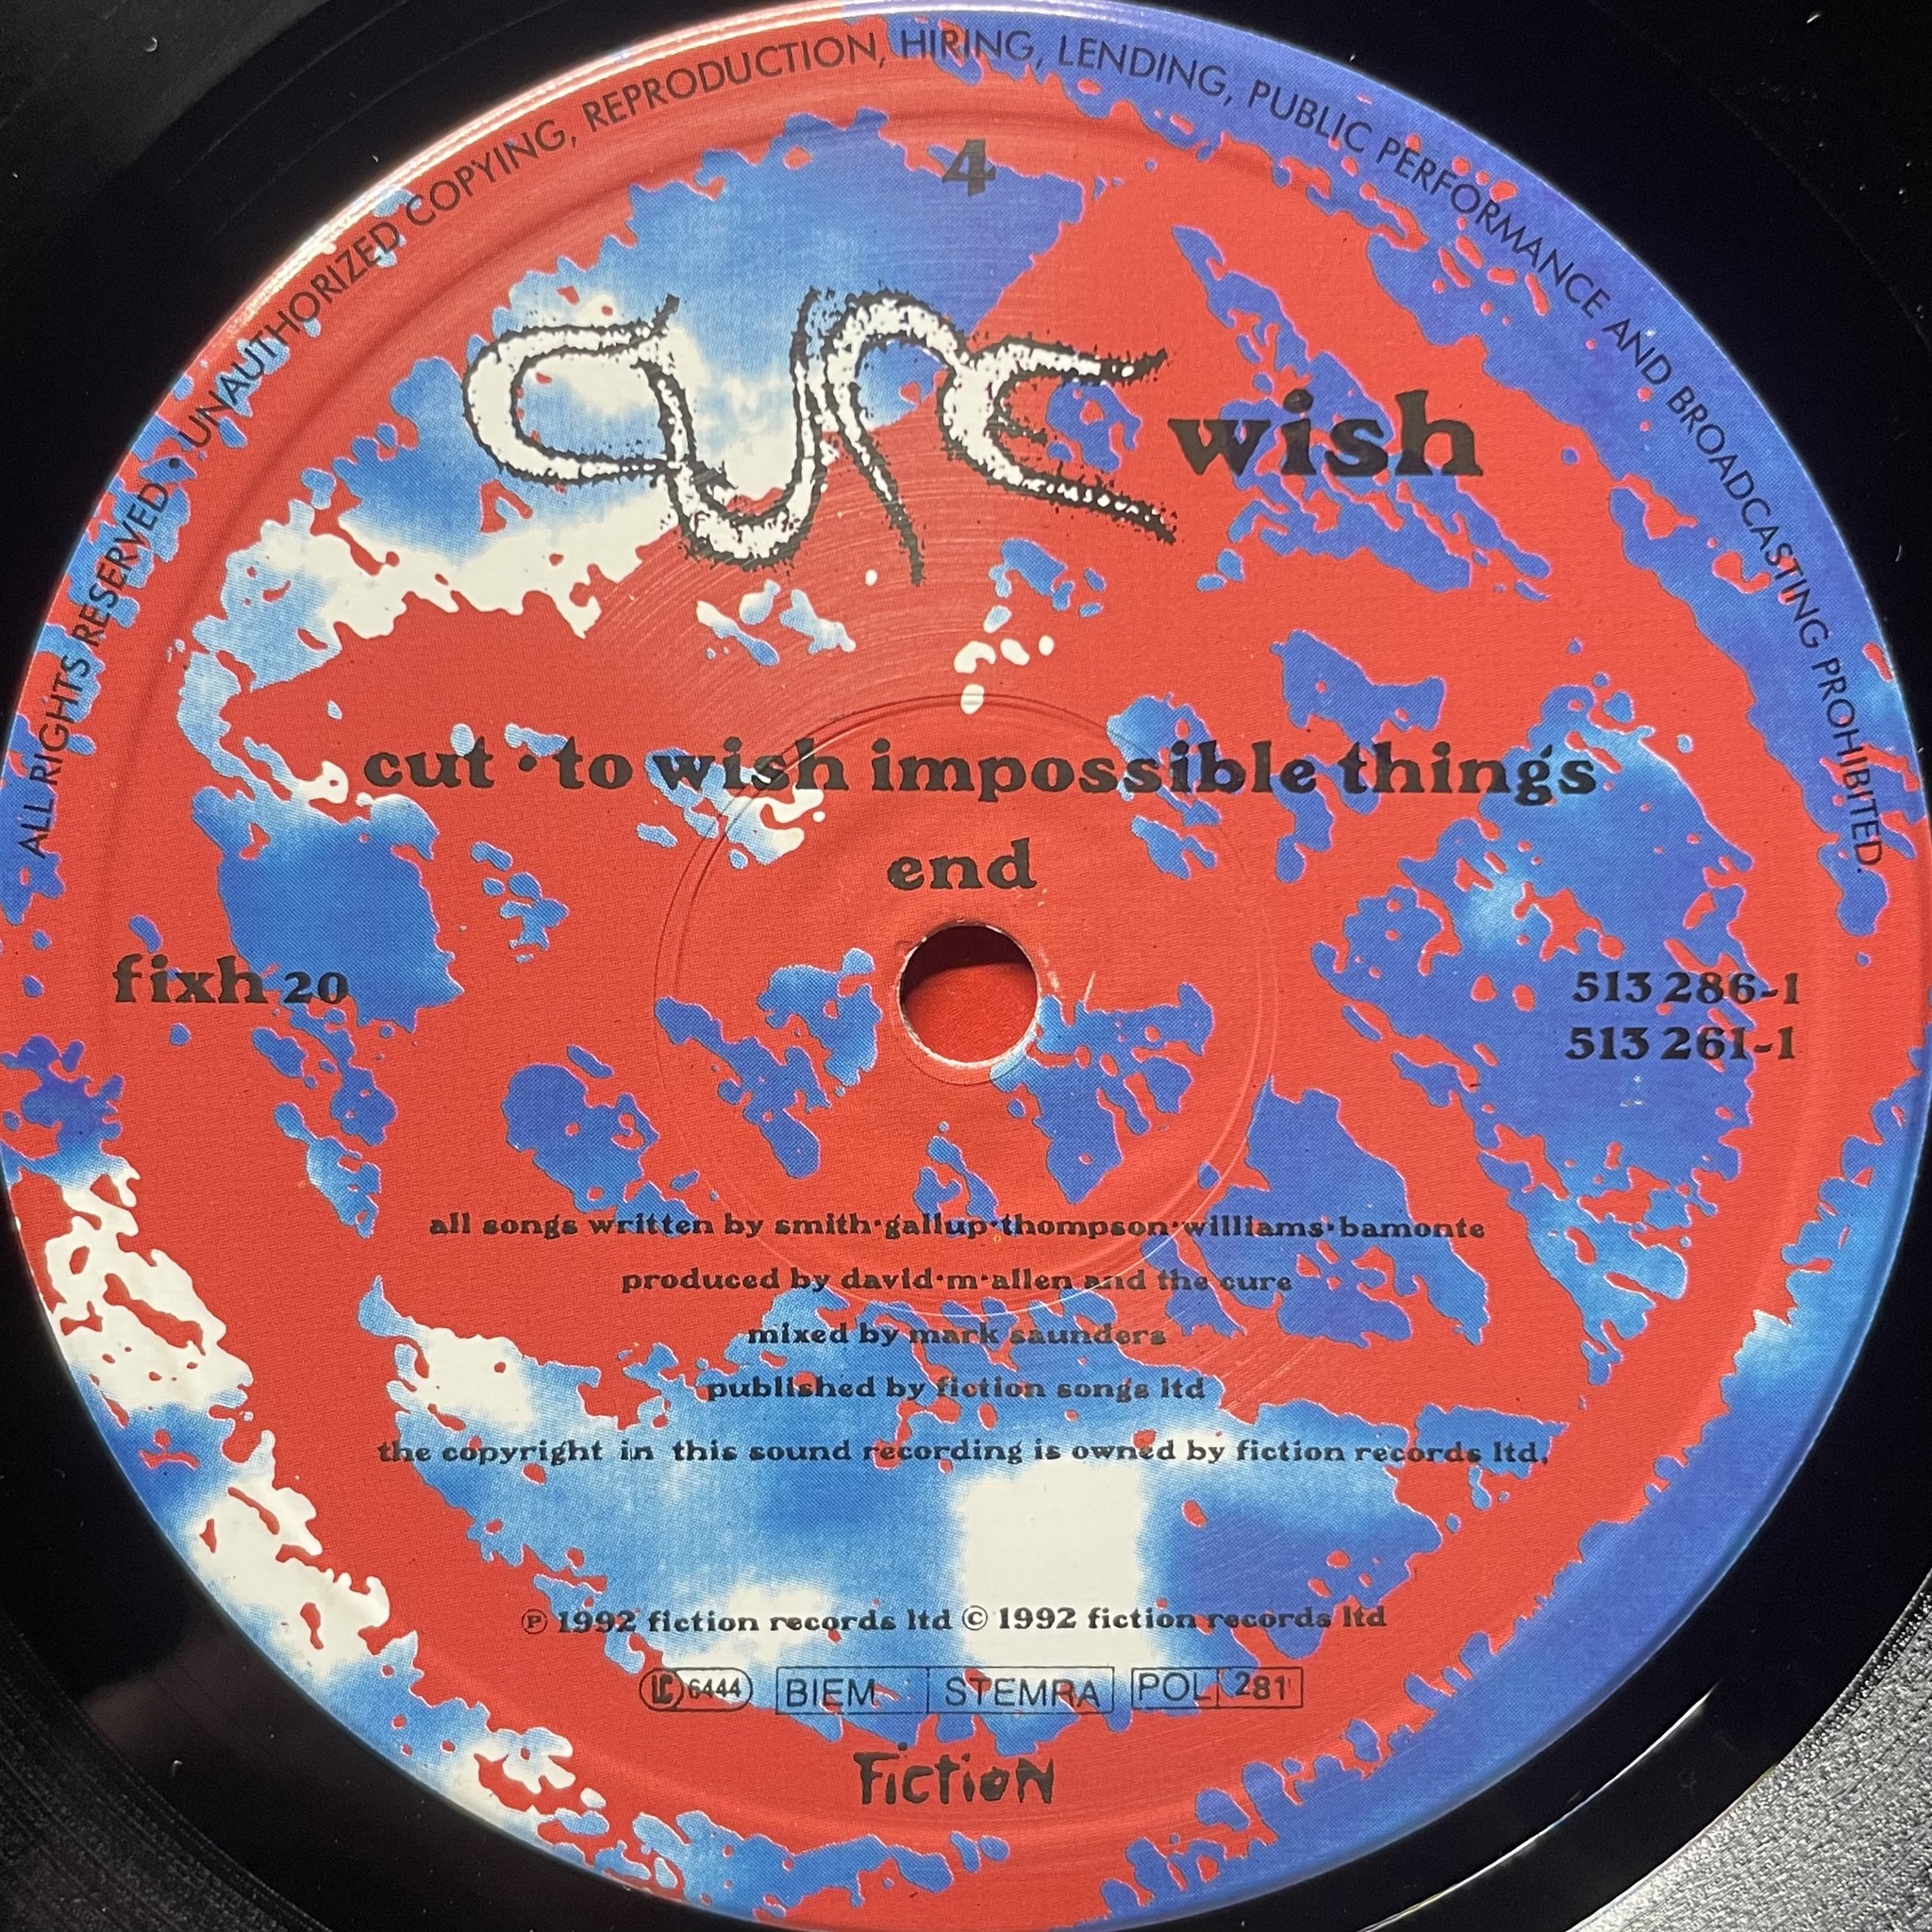 ALL RIGHTS RESERVED • UNAUTHORIZED COPYING, REPRODUCTION, HIRING, LENDING, PUBLIC PERFORMANCE AND BROADCASTING PROHIBITED.
4
CURE
wish
cut • to wish impossible things
end
fixh 20
513 286-1
513 261-1
all songs written by smith•gallup•thompson•williams•bamonte
produced by david•m•allen and the cure
mixed by mark saunders
published by fiction songs ltd
the copyright in this sound recording is owned by fiction records ltd.
℗ 1992 fiction records ltd © 1992 fiction records ltd
LC 6444 BIEM STEMRA POL 281
Fiction